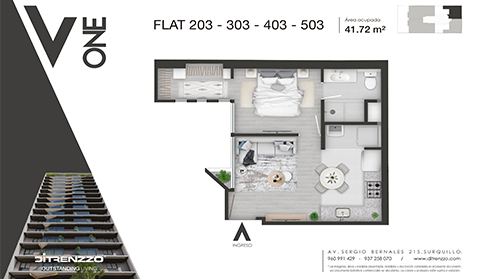 V
ONE
FLAT 203 - 303 - 403 - 503
Área ocupada
41.72 m²
INGRESO
DITRENZZO
OUTSTANDING LIVING
AV. SERGIO BERNALES 215, SURQUILLO.
960 991 429 - 937 258 070 / www.ditrenzzo.com